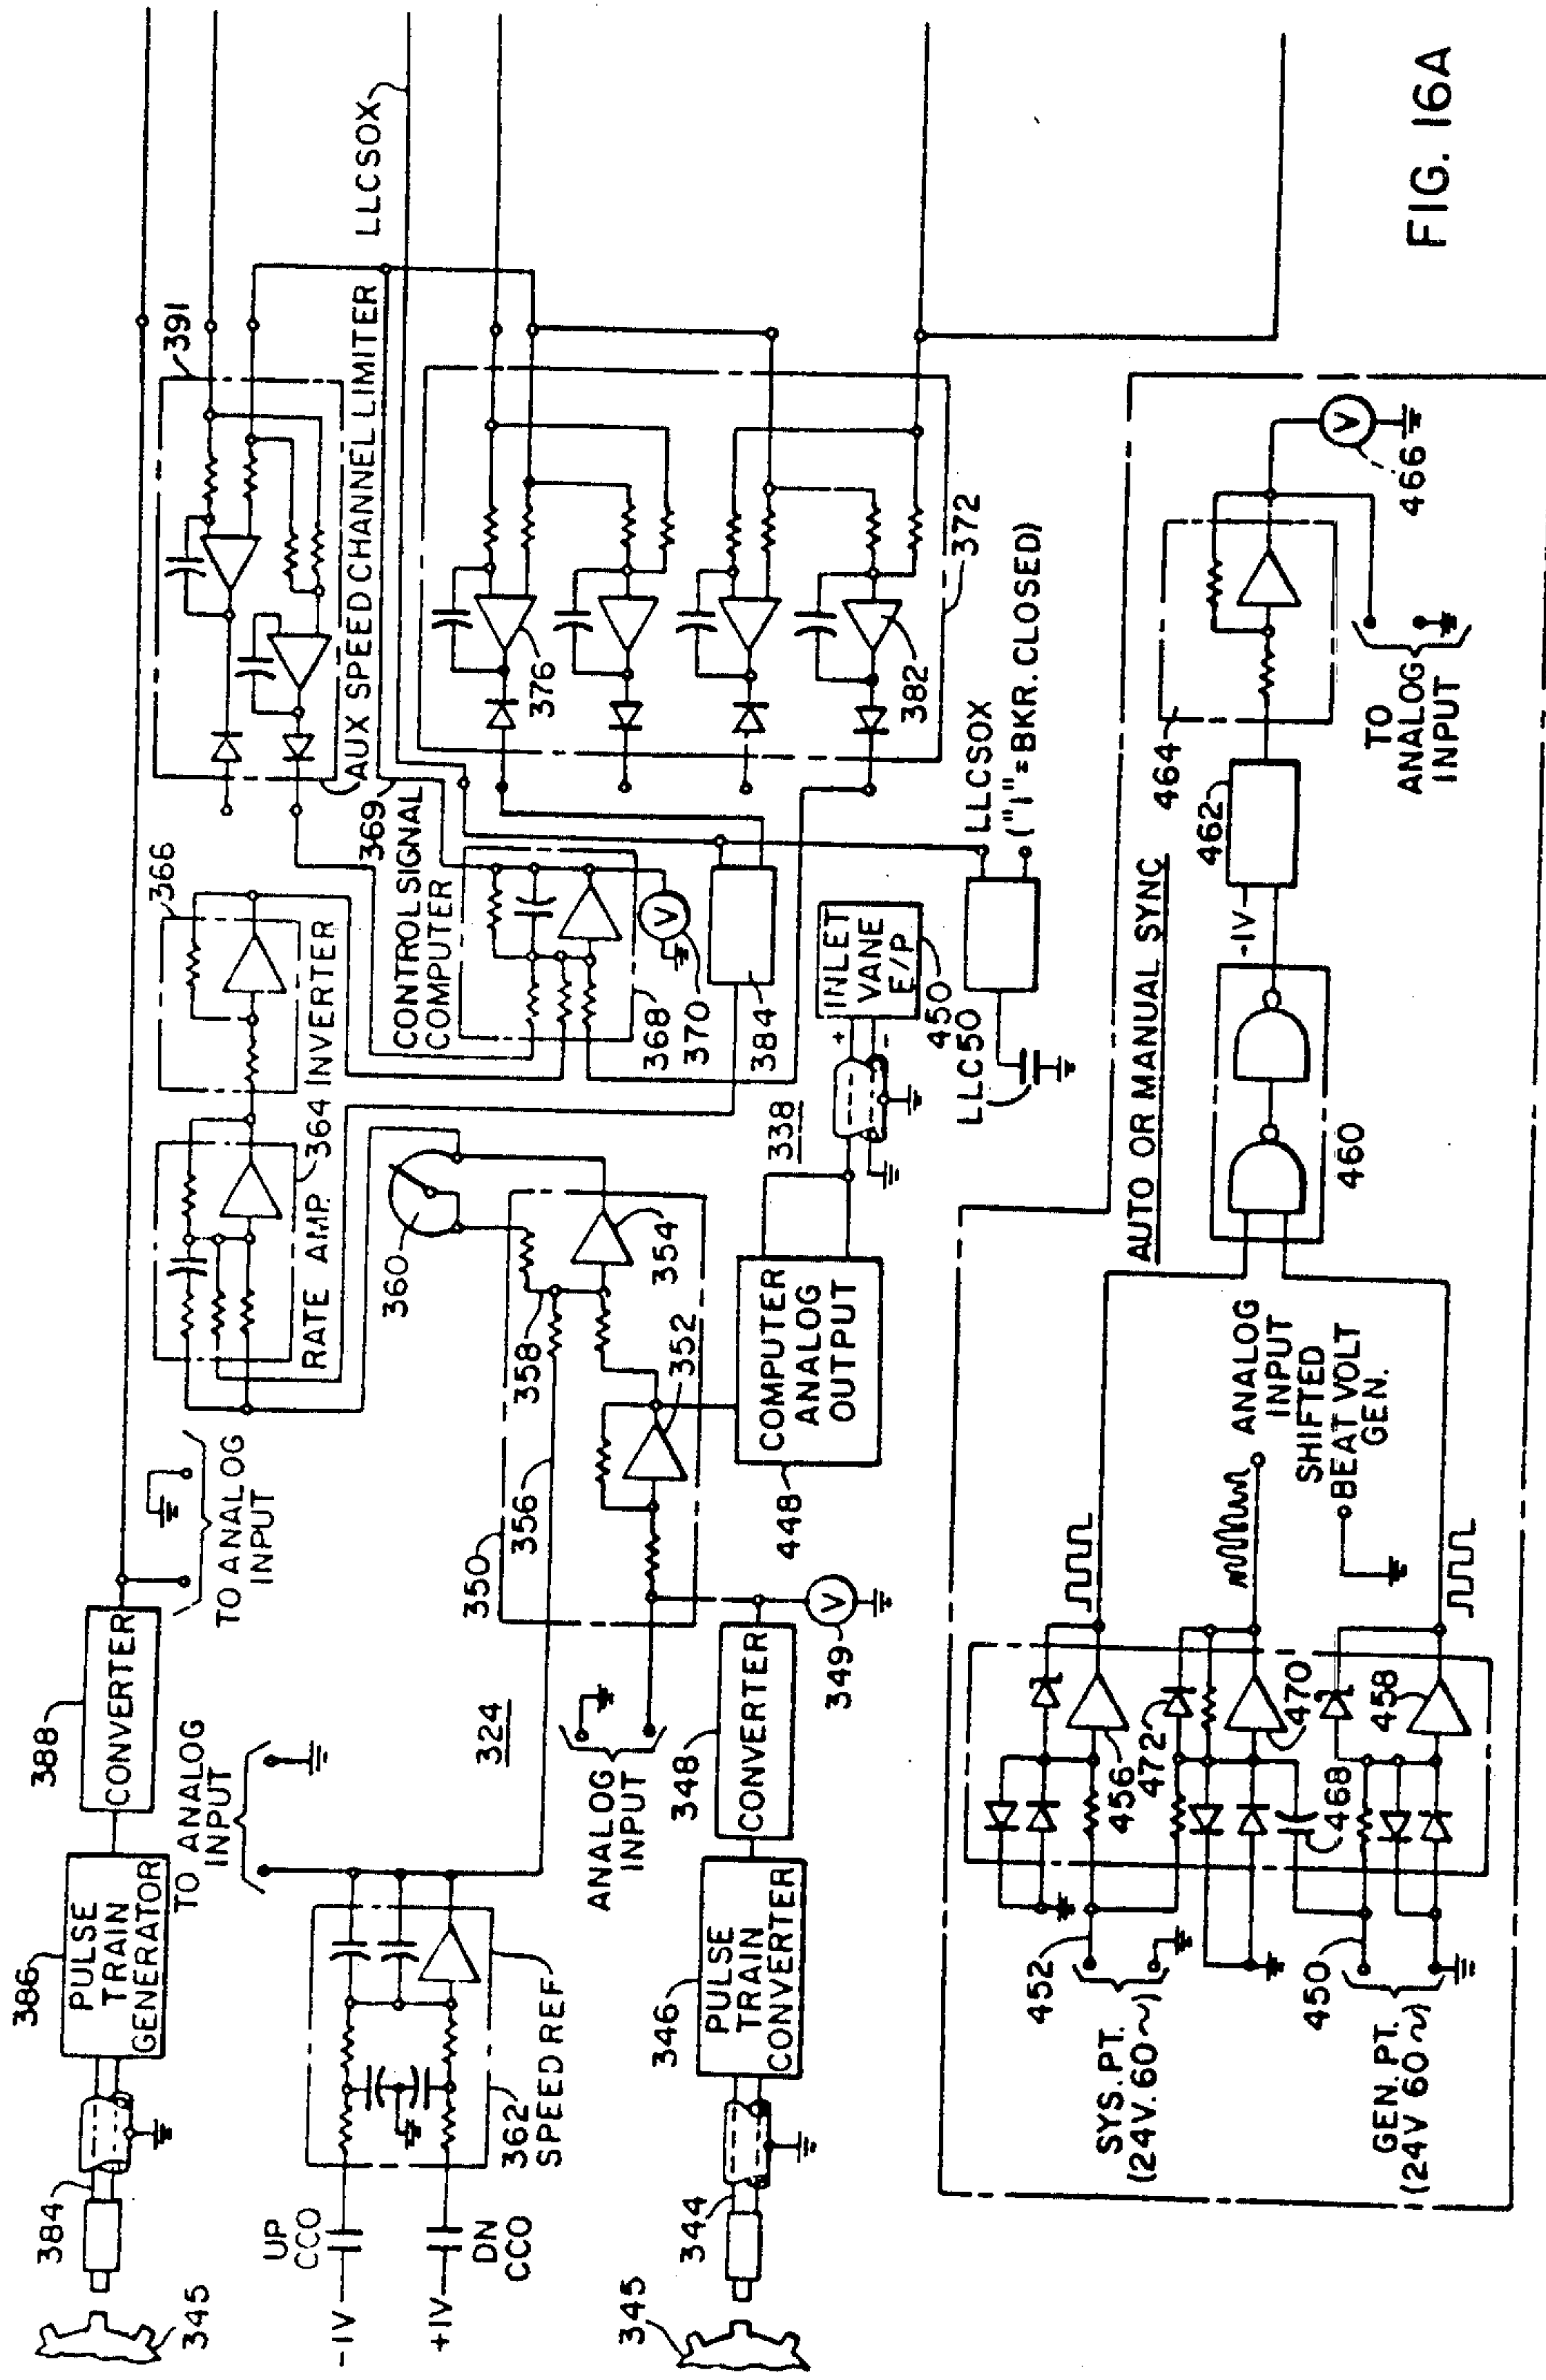 386
PULSE
TRAIN
GENERATOR
388
CONVERTER
384
345
TO ANALOG
INPUT
TO ANALOG
INPUT
UP
CCO
-1V
+1V
DN
CCO
362
SPEED REF
324
364
RATE AMP.
366
INVERTER
391
AUX SPEED CHANNEL LIMITER
LLCSOX
369
CONTROL SIGNAL
COMPUTER
368
370
V
384
360
350
356
358
354
352
ANALOG
INPUT
376
382
372
345
344
346
PULSE
TRAIN
CONVERTER
348
CONVERTER
V
349
448
COMPUTER
ANALOG
OUTPUT
338
+
-
INLET
VANE
E/P
450
LLC50
LLCSOX
("1"=BKR. CLOSED)
AUTO OR MANUAL SYNC
452
SYS. PT.
(24V. 60~)
450
GEN. PT.
(24V 60~)
456
472
470
468
458
ANALOG
INPUT
SHIFTED
BEAT VOLT
GEN.
460
-1V
462
464
V
466
TO
ANALOG
INPUT
FIG. 16A